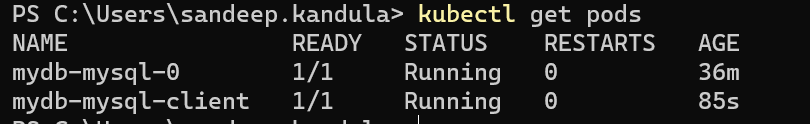 PS C:\Users\sandeep.kandula> kubectl get pods
NAME READY STATUS RESTARTS AGE
mydb-mysql-0 1/1 Running 0 36m
mydb-mysql-client 1/1 Running 0 85s